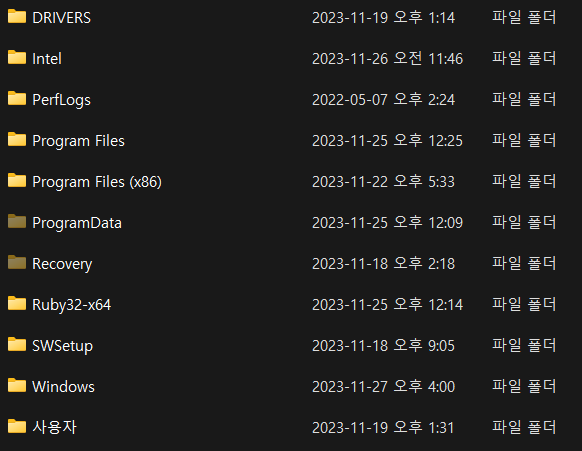 DRIVERS 2023-11-19 오후 1:14 파일 폴더
Intel 2023-11-26 오전 11:46 파일 폴더
PerfLogs 2022-05-07 오후 2:24 파일 폴더
Program Files 2023-11-25 오후 12:25 파일 폴더
Program Files (x86) 2023-11-22 오후 5:33 파일 폴더
ProgramData 2023-11-25 오후 12:09 파일 폴더
Recovery 2023-11-18 오후 2:18 파일 폴더
Ruby32-x64 2023-11-25 오후 12:14 파일 폴더
SWSetup 2023-11-18 오후 9:05 파일 폴더
Windows 2023-11-27 오후 4:00 파일 폴더
사용자 2023-11-19 오후 1:31 파일 폴더